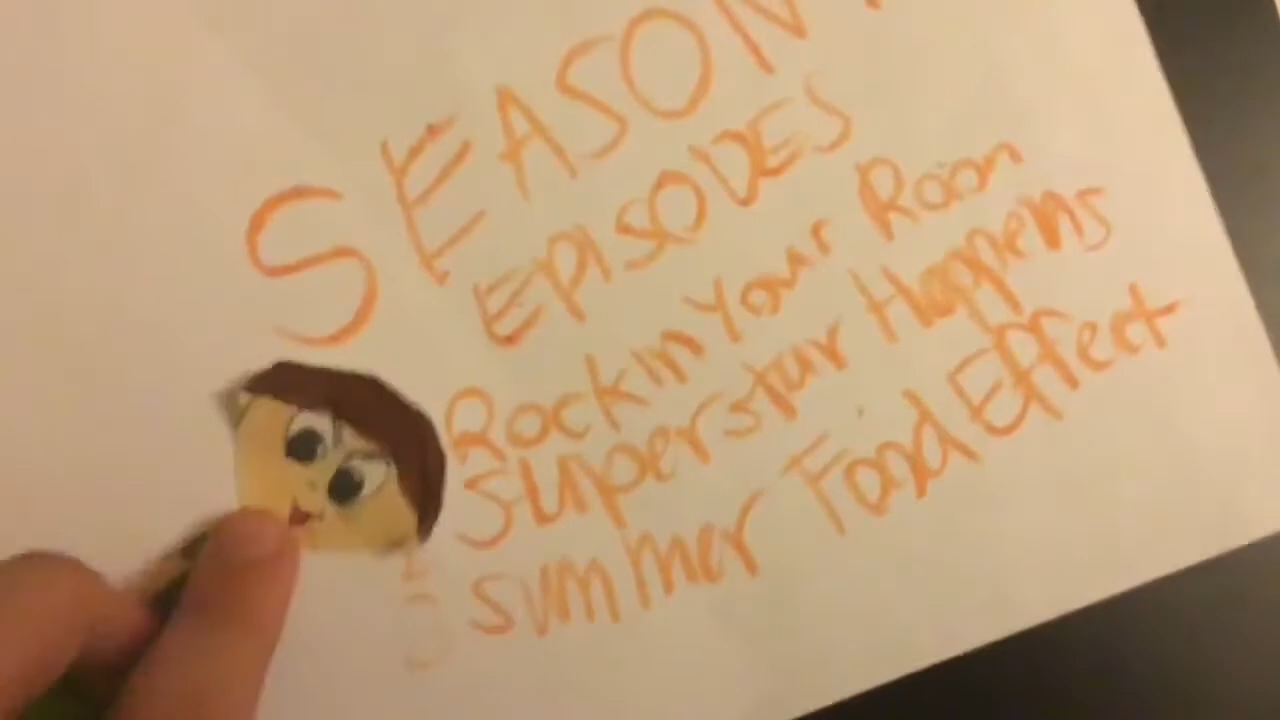 SEASON
EPISODES
Rockin Your Room
Superstar Happens
Summer Food Effect